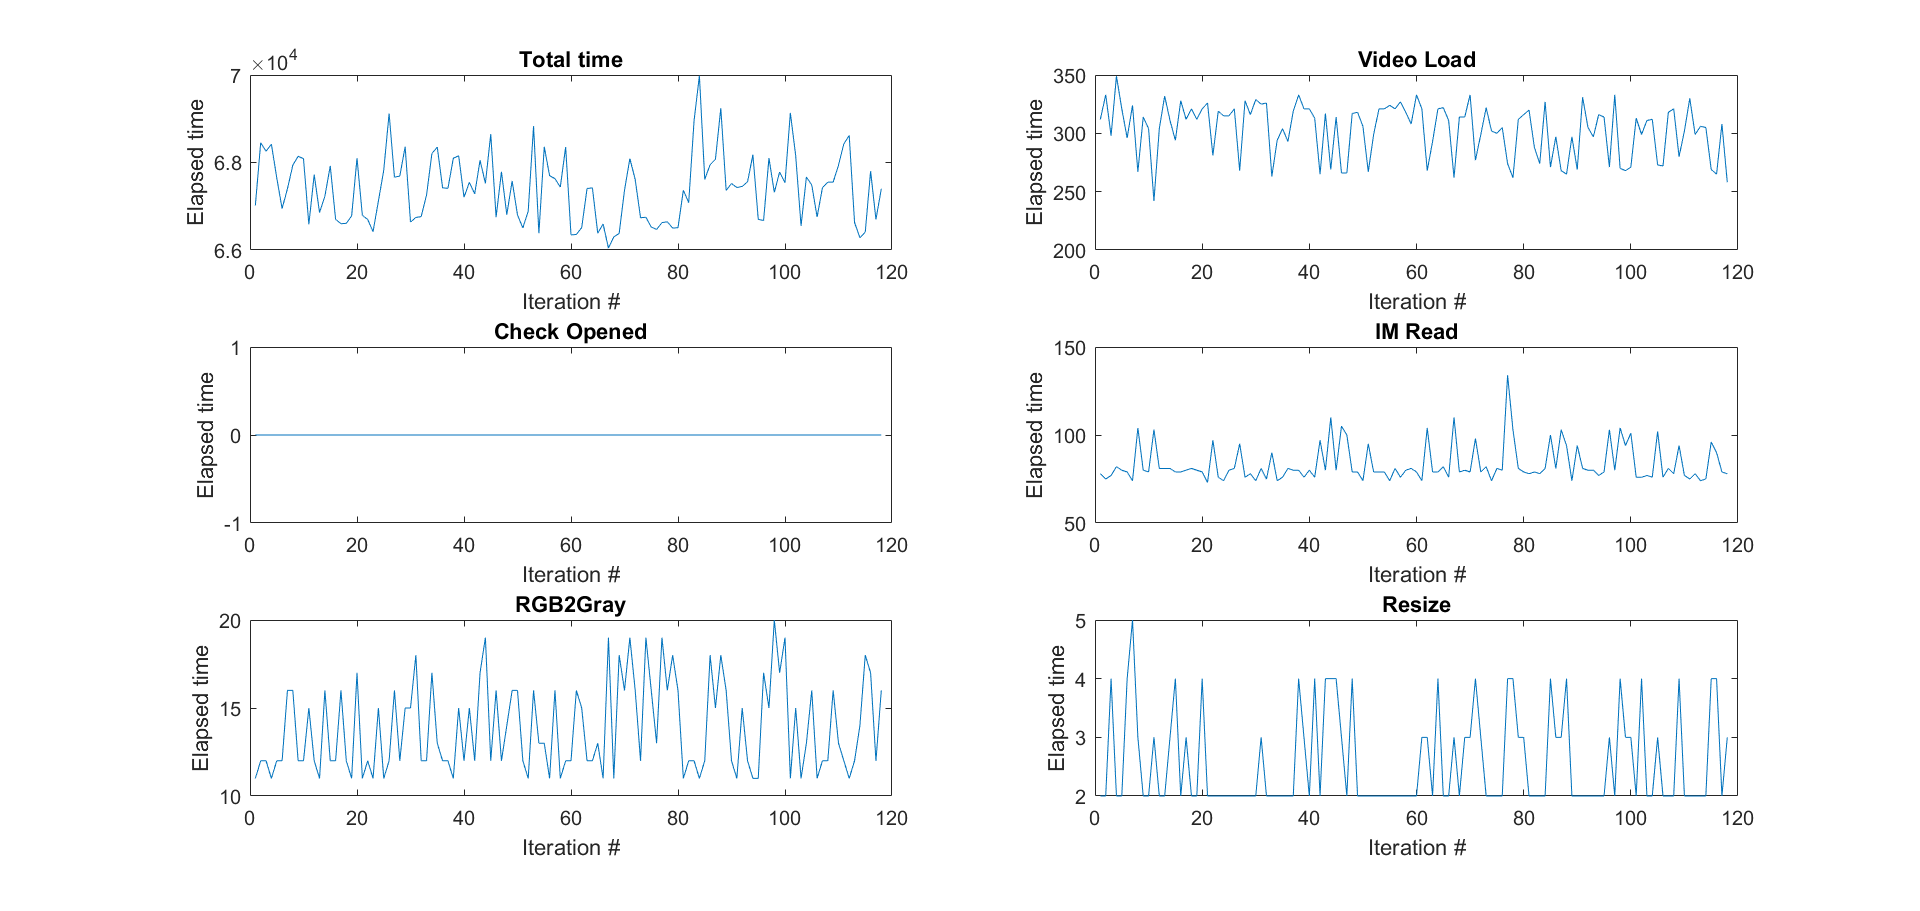 Total time
×10^4
7
6.8
6.6
Elapsed time
0 20 40 60 80 100 120
Iteration #
Video Load
350
300
250
200
Elapsed time
0 20 40 60 80 100 120
Iteration #
Check Opened
1
0
-1
Elapsed time
0 20 40 60 80 100 120
Iteration #
IM Read
150
100
50
Elapsed time
0 20 40 60 80 100 120
Iteration #
RGB2Gray
20
15
10
Elapsed time
0 20 40 60 80 100 120
Iteration #
Resize
5
4
3
2
Elapsed time
0 20 40 60 80 100 120
Iteration #